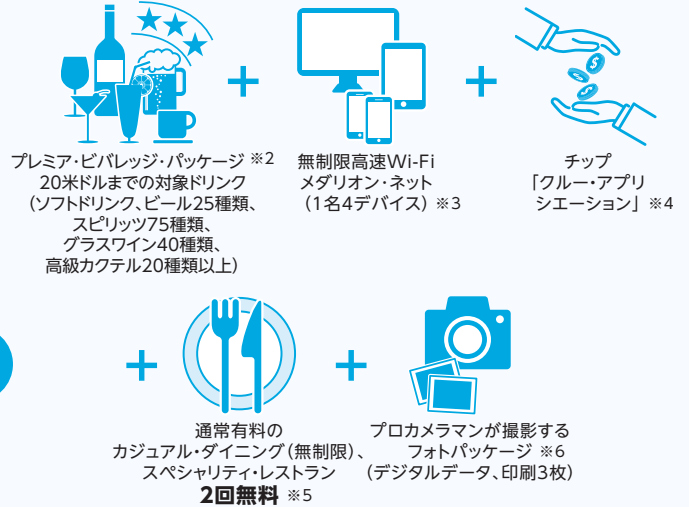 プレミア・ビバレッジ・パッケージ ※2
20米ドルまでの対象ドリンク
(ソフトドリンク、ビール25種類、
スピリッツ75種類、
グラスワイン40種類、
高級カクテル20種類以上)
無制限高速Wi-Fi
メダリオン・ネット
(1名4デバイス) ※3
チップ
「クルー・アプリ
シエーション」 ※4
通常有料の
カジュアル・ダイニング(無制限)、
スペシャリティ・レストラン
2回無料 ※5
プロカメラマンが撮影する
フォトパッケージ ※6
(デジタルデータ、印刷3枚)